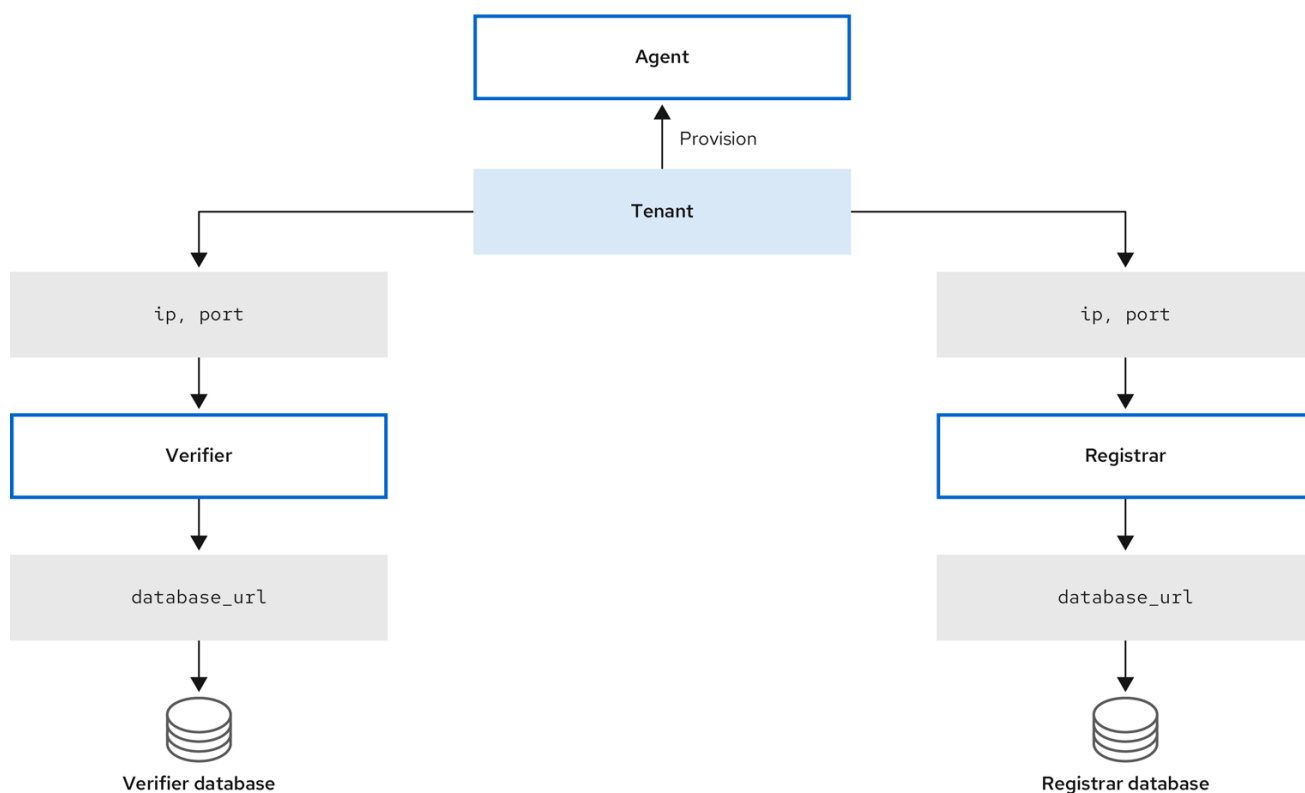 Agent
Provision
Tenant
ip, port
ip, port
Verifier
Registrar
database_url
database_url
Verifier database
Registrar database